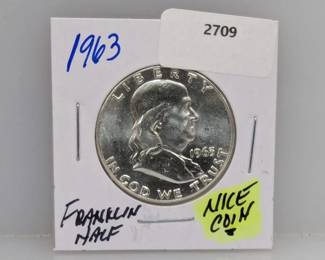 1963
2709
LIBERTY
1963
IN GOD WE TRUST
FRANKLIN
HALF
NICE
COIN